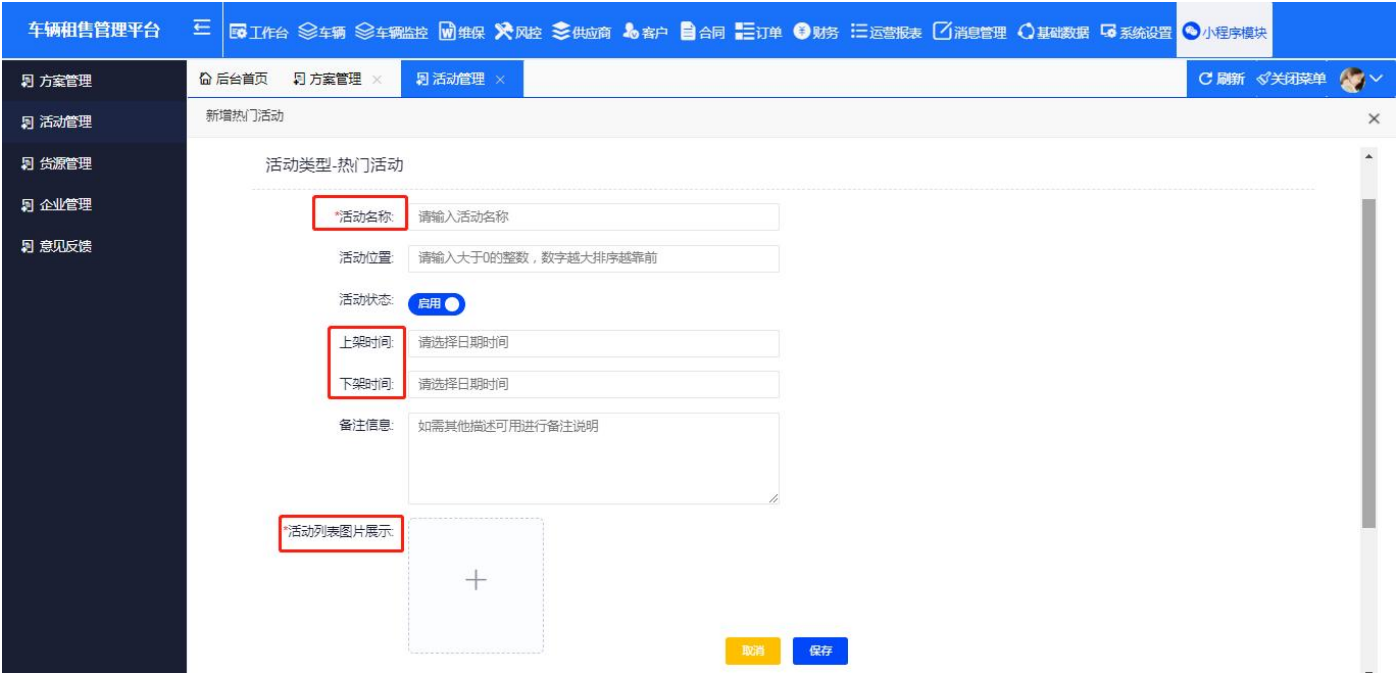 车辆租售管理平台 工作台 车辆 车辆监控 维保 风控 供应商 客户 合同 订单 财务 运营报表 消息管理 基础数据 系统设置 小程序模块
方案管理
活动管理
货源管理
企业管理
意见反馈
后台首页 方案管理 × 活动管理 × 刷新 关闭菜单
新增热门活动 ×
活动类型-热门活动
*活动名称: 请输入活动名称
活动位置: 请输入大于0的整数，数字越大排序越靠前
活动状态: 启用
上架时间: 请选择日期时间
下架时间: 请选择日期时间
备注信息: 如需其他描述可用进行备注说明
*活动列表图片展示:
取消 保存